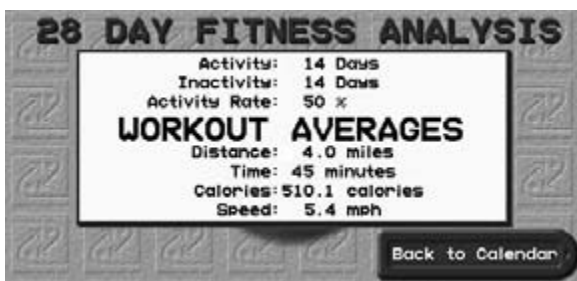 28 DAY FITNESS ANALYSIS
Activity: 14 Days
Inactivity: 14 Days
Activity Rate: 50 %
WORKOUT AVERAGES
Distance: 4.0 miles
Time: 45 minutes
Calories: 510.1 calories
Speed: 5.4 mph
Back to Calendar